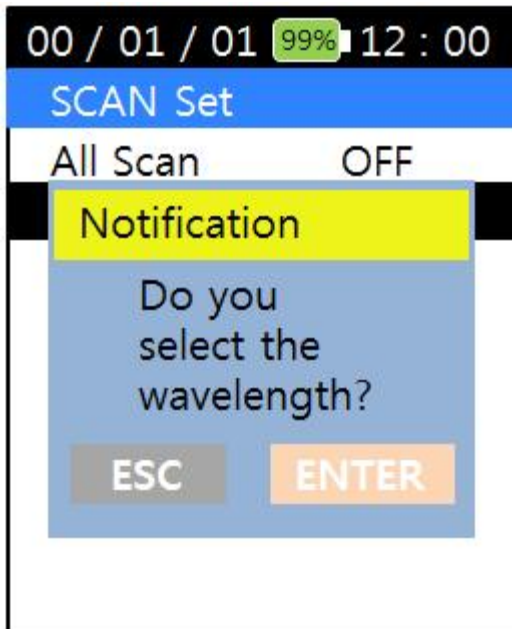 00 / 01 / 01 99% 12 : 00
SCAN Set
All Scan OFF
Notification
Do you
select the
wavelength?
ESC ENTER